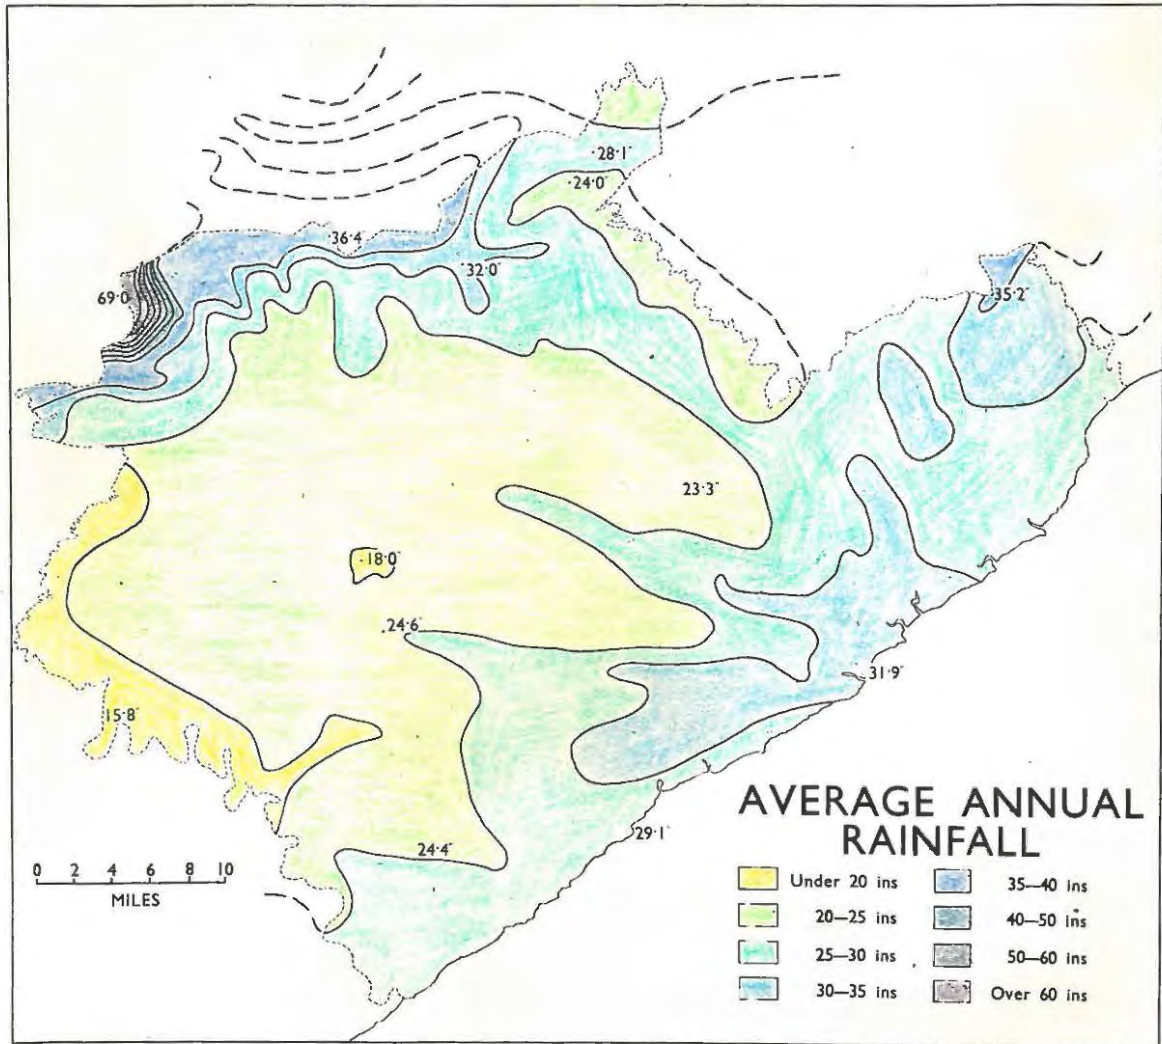 28·1"
24·0"
36·4
32·0"
69·0
35·2"
23·3"
·18·0"
24·6"
31·9"
15·8"
29·1"
24·4"
0 2 4 6 8 10
MILES
AVERAGE ANNUAL
RAINFALL
Under 20 ins
20—25 ins
25—30 ins
30—35 ins
35—40 ins
40—50 ins
50—60 ins
Over 60 ins